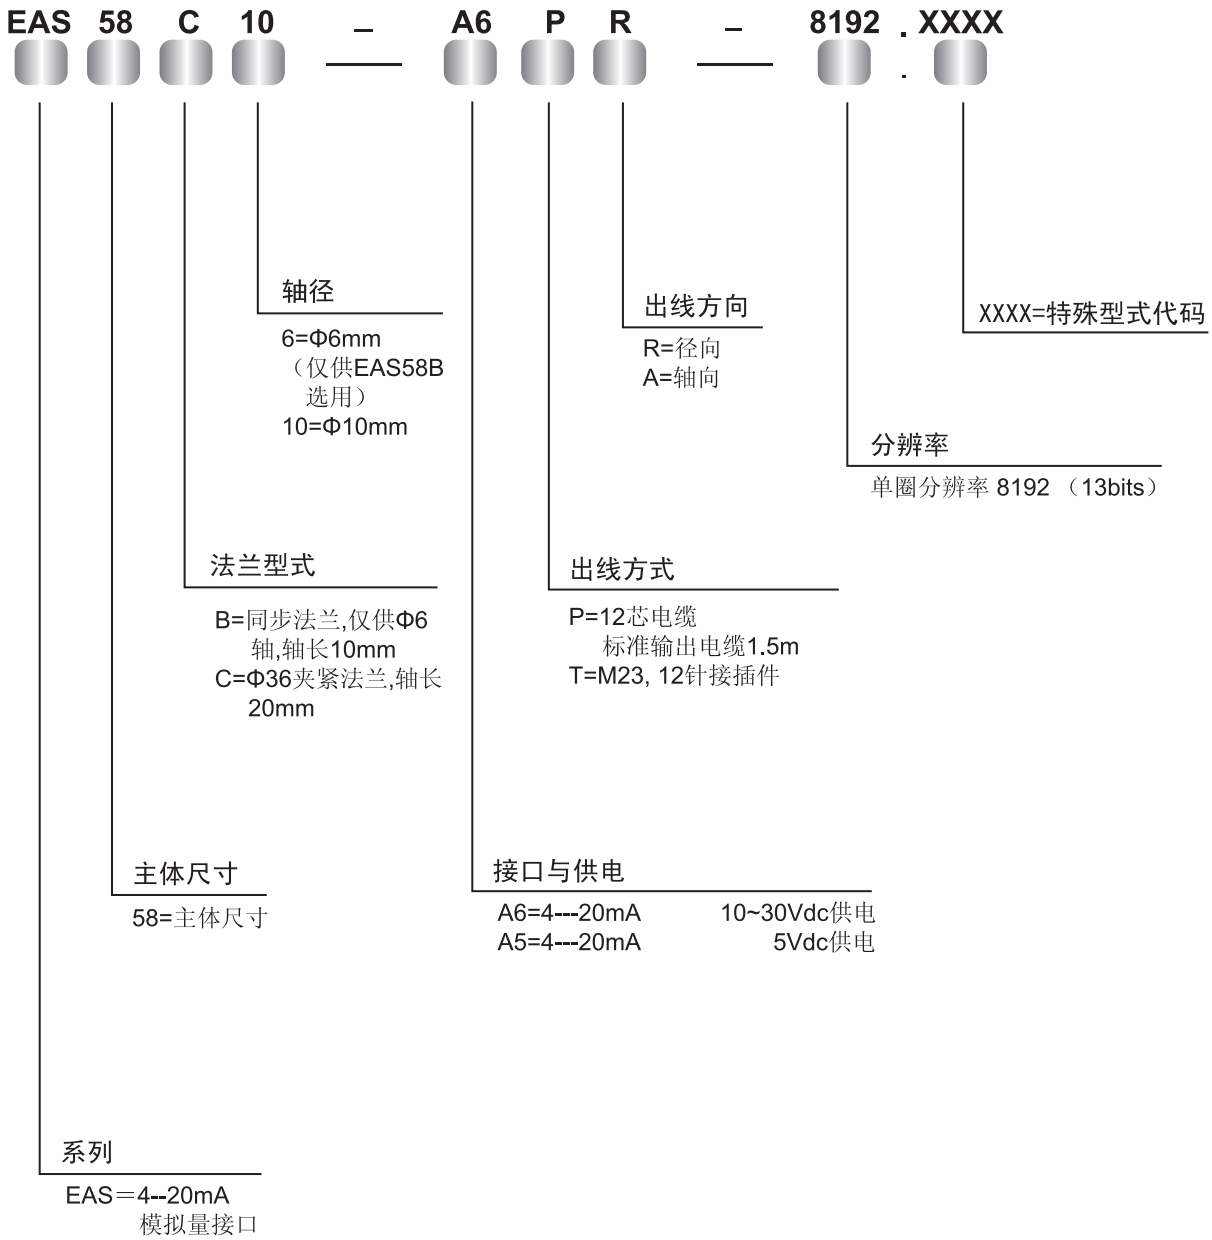 EAS 58 C 10 – A6 P R – 8192 . XXXX
轴径
6=Φ6mm
（仅供EAS58B
选用）
10=Φ10mm
出线方向
R=径向
A=轴向
XXXX=特殊型式代码
分辨率
单圈分辨率 8192 （13bits）
法兰型式
B=同步法兰,仅供Φ6
轴,轴长10mm
C=Φ36夹紧法兰,轴长
20mm
出线方式
P=12芯电缆
标准输出电缆1.5m
T=M23, 12针接插件
主体尺寸
58=主体尺寸
接口与供电
A6=4---20mA 10~30Vdc供电
A5=4---20mA 5Vdc供电
系列
EAS＝4--20mA
模拟量接口